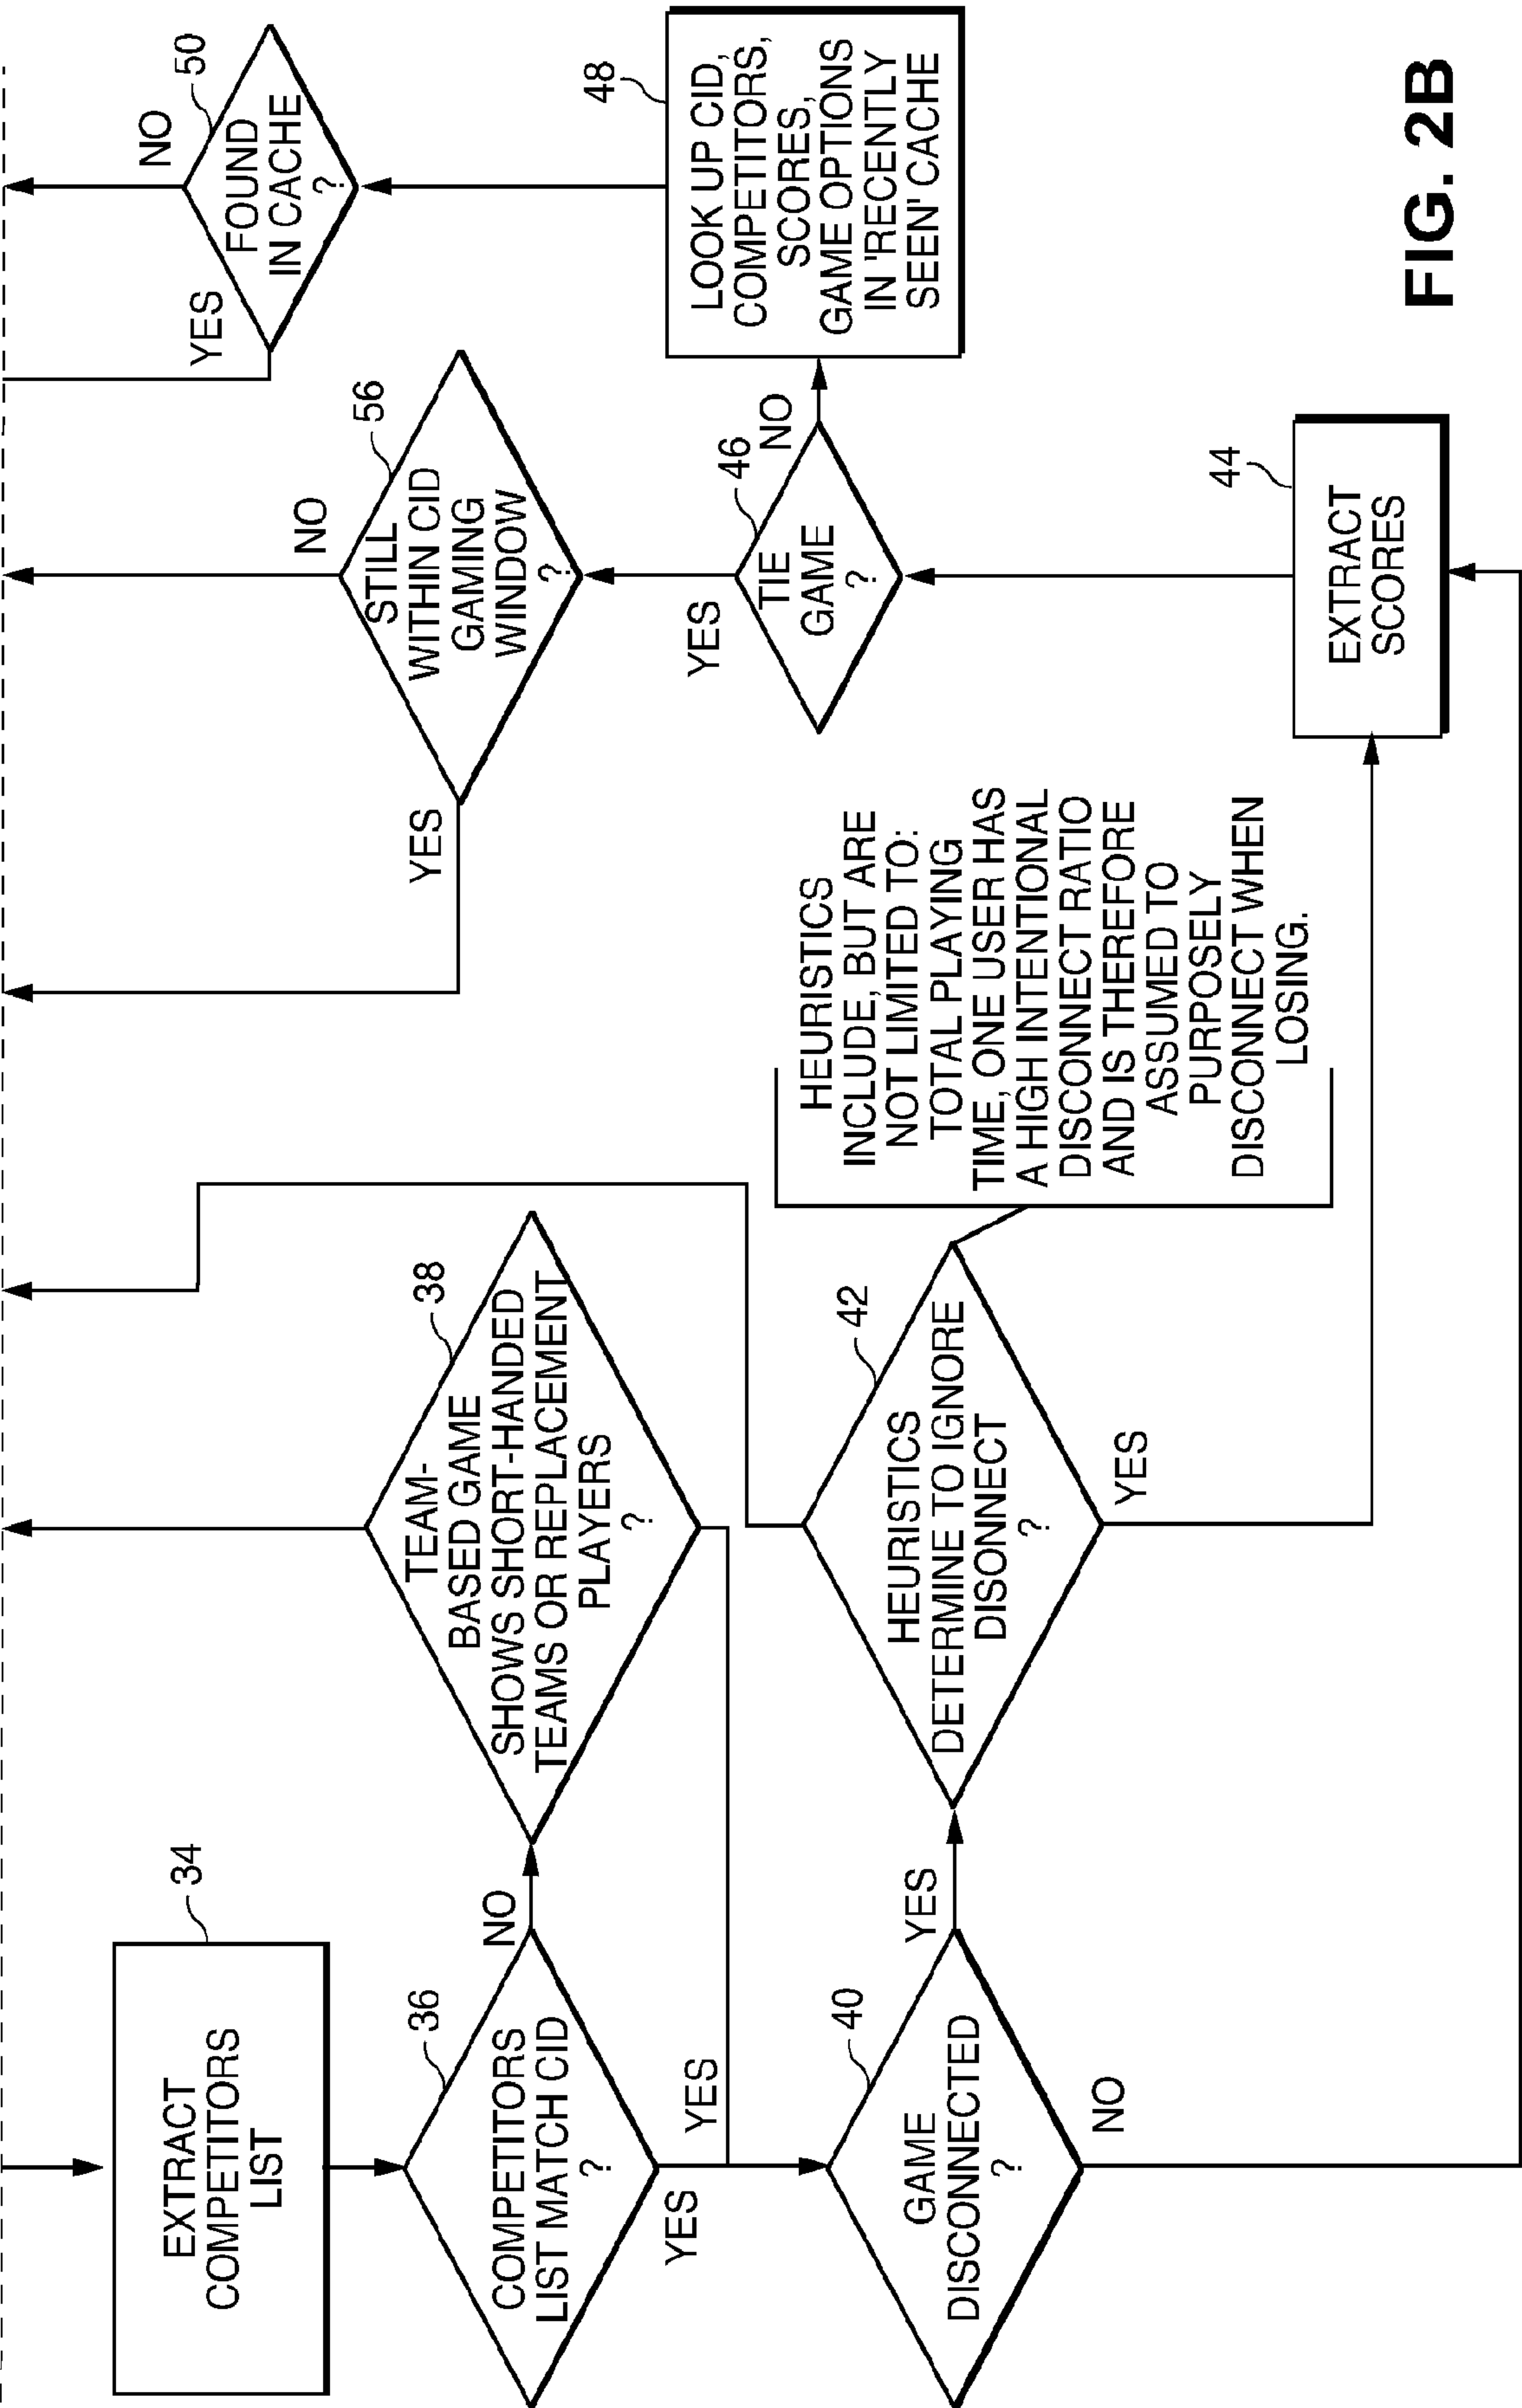 34
EXTRACT
COMPETITORS
LIST
36
COMPETITORS
LIST MATCH CID
?
NO
YES
38
TEAM-
BASED GAME
SHOWS SHORT-HANDED
TEAMS OR REPLACEMENT
PLAYERS
?
YES
40
GAME
DISCONNECTED
?
YES
NO
42
HEURISTICS
DETERMINE TO IGNORE
DISONNECT
?
YES
HEURISTICS
INCLUDE, BUT ARE
NOT LIMITED TO:
TOTAL PLAYING
TIME, ONE USER HAS
A HIGH INTENTIONAL
DISCONNECT RATIO
AND IS THEREFORE
ASSUMED TO
PURPOSELY
DISCONNECT WHEN
LOSING.
44
EXTRACT
SCORES
46
TIE
GAME
?
YES
NO
56
STILL
WITHIN CID
GAMING
WINDOW
?
YES
NO
48
LOOK UP CID,
COMPETITORS,
SCORES,
GAME OPTIONS
IN 'RECENTLY
SEEN' CACHE
50
FOUND
IN CACHE
?
YES
NO
FIG. 2B